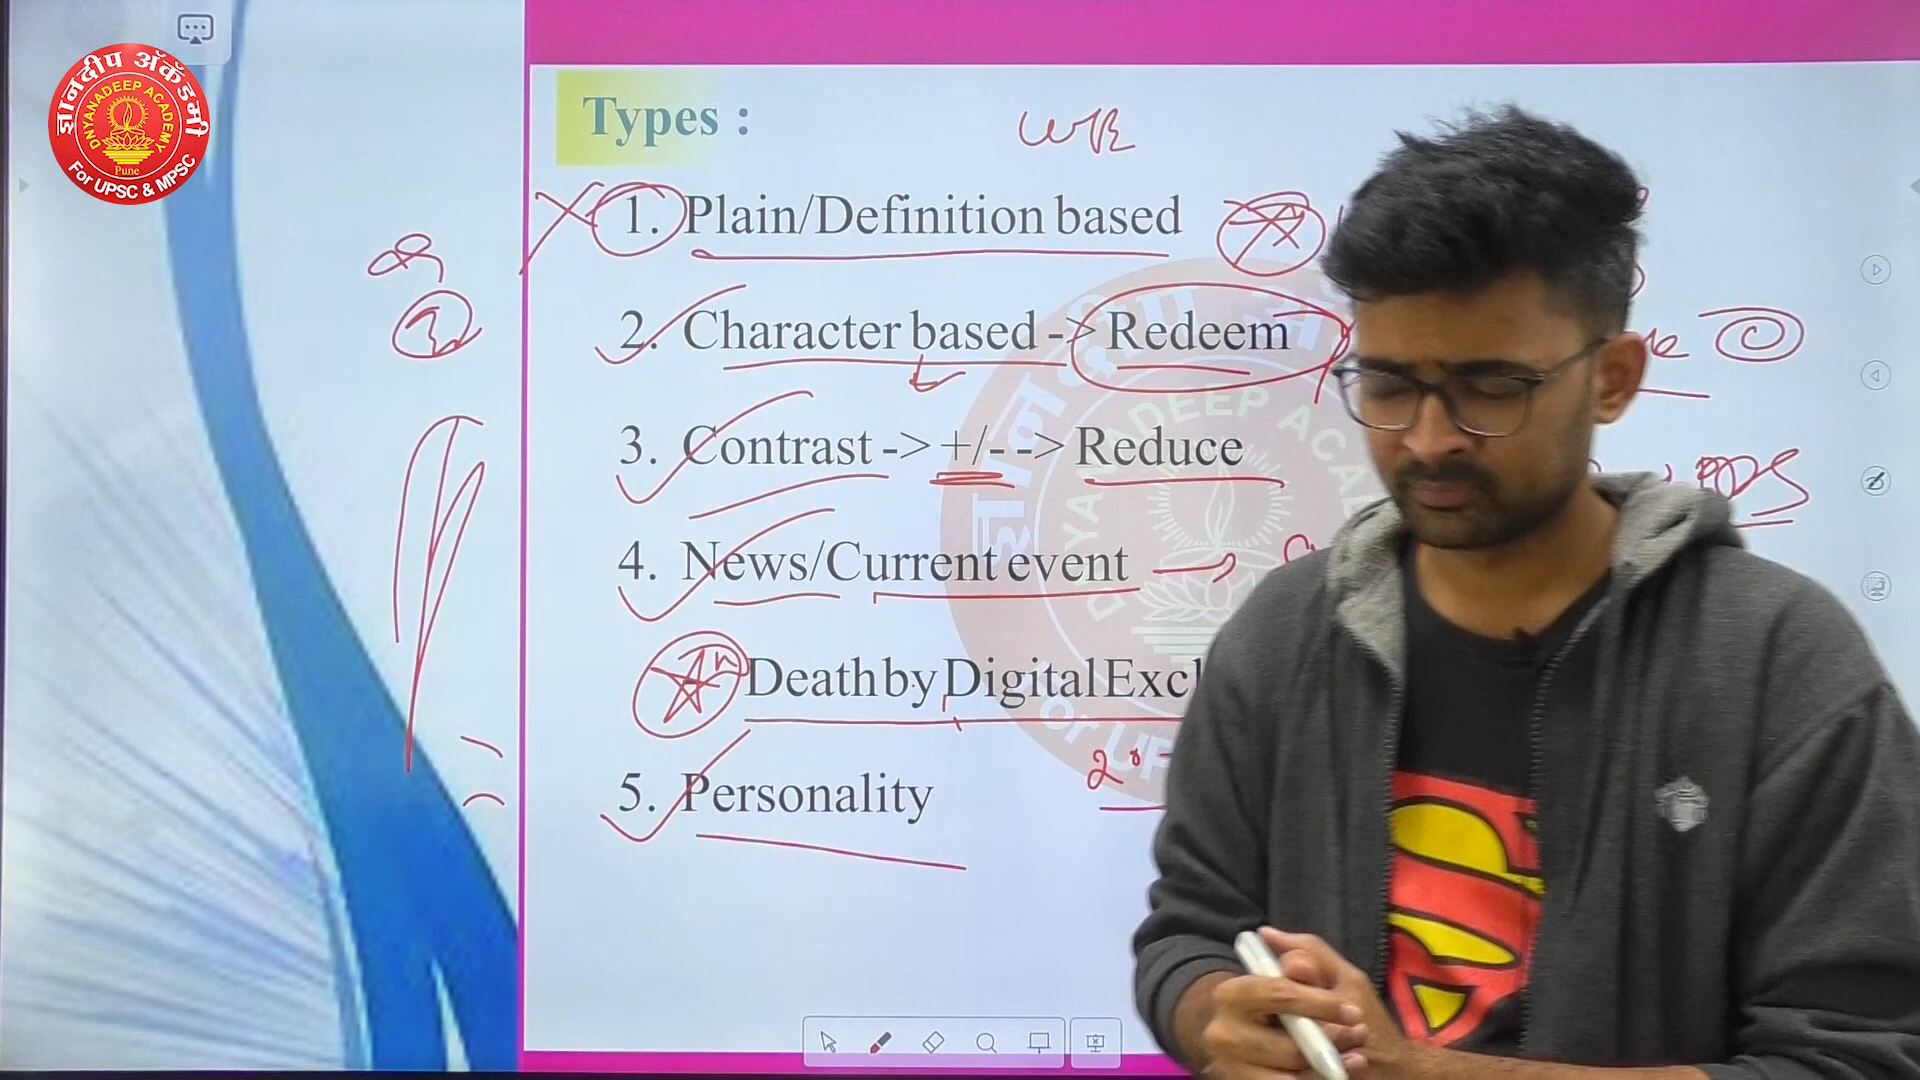 ज्ञानदीप अॅकॅडमी
DNYANADEEP ACADEMY
Pune
For UPSC & MPSC
Types :
1. Plain/Definition based
2. Character based -> Redeem
3. Contrast -> +/- -> Reduce
4. News/Current event
Death by Digital Excl
5. Personality